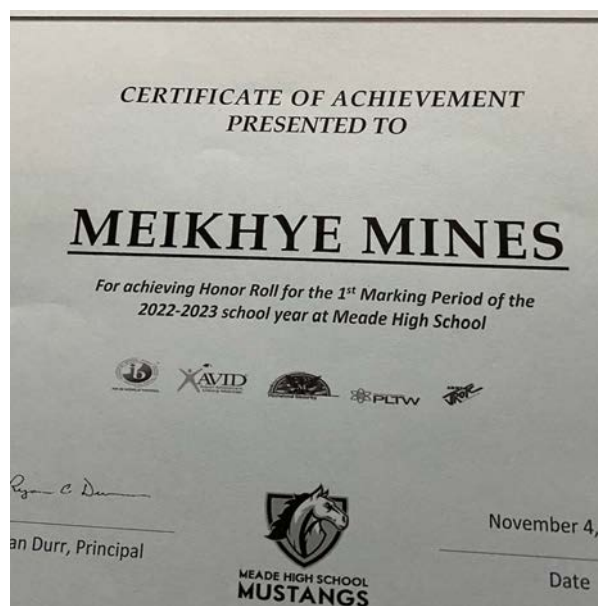 CERTIFICATE OF ACHIEVEMENT
PRESENTED TO
MEIKHYE MINES
For achieving Honor Roll for the 1st Marking Period of the
2022-2023 school year at Meade High School
AVID
PLTW
an Durr, Principal
November 4,
Date
MEADE HIGH SCHOOL
MUSTANGS